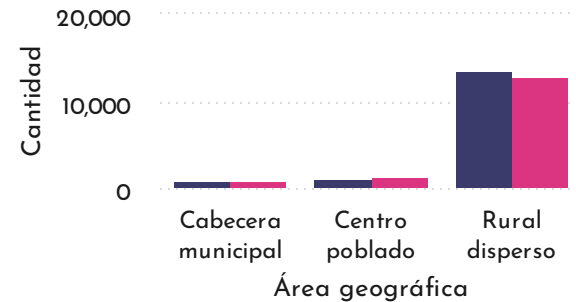 20,000
10,000
0
Cantidad
Cabecera
municipal
Centro
poblado
Rural
disperso
Área geográfica